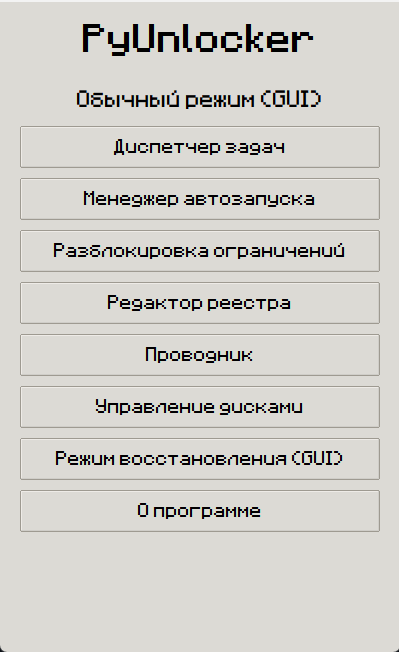 PyUnlocker
Обычный режим (GUI)
Диспетчер задач
Менеджер автозапуска
Разблокировка ограничений
Редактор реестра
Проводник
Управление дисками
Режим восстановления (GUI)
О программе